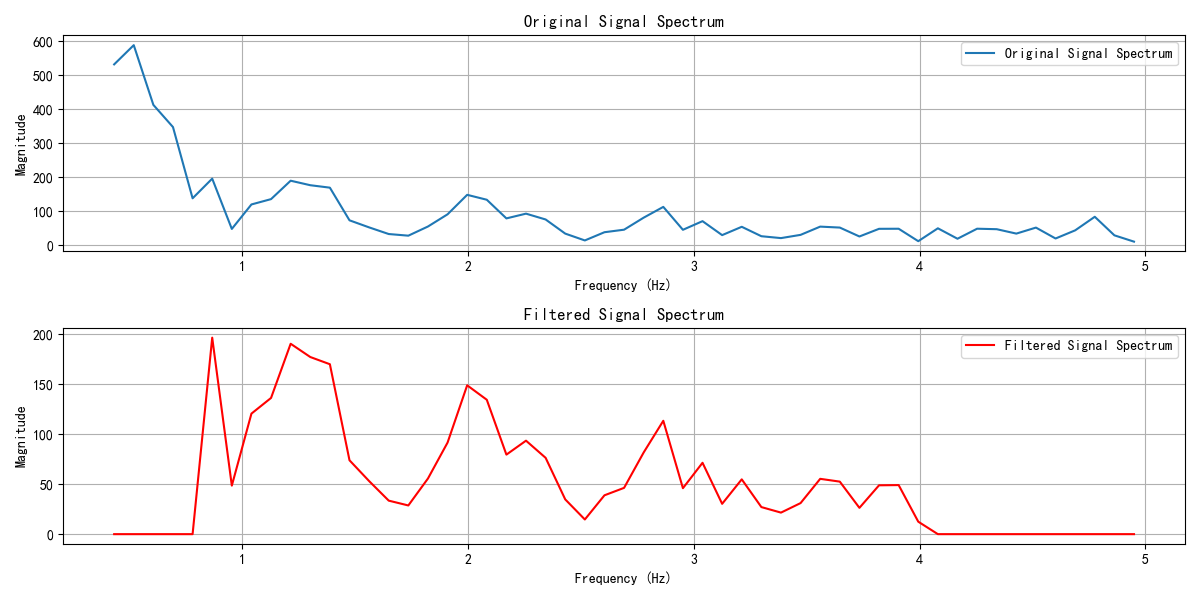 Original Signal Spectrum
600
500
400
300
200
100
0
Magnitude
Original Signal Spectrum
1 2 3 4 5
Frequency (Hz)
Filtered Signal Spectrum
200
150
100
50
0
Magnitude
Filtered Signal Spectrum
1 2 3 4 5
Frequency (Hz)